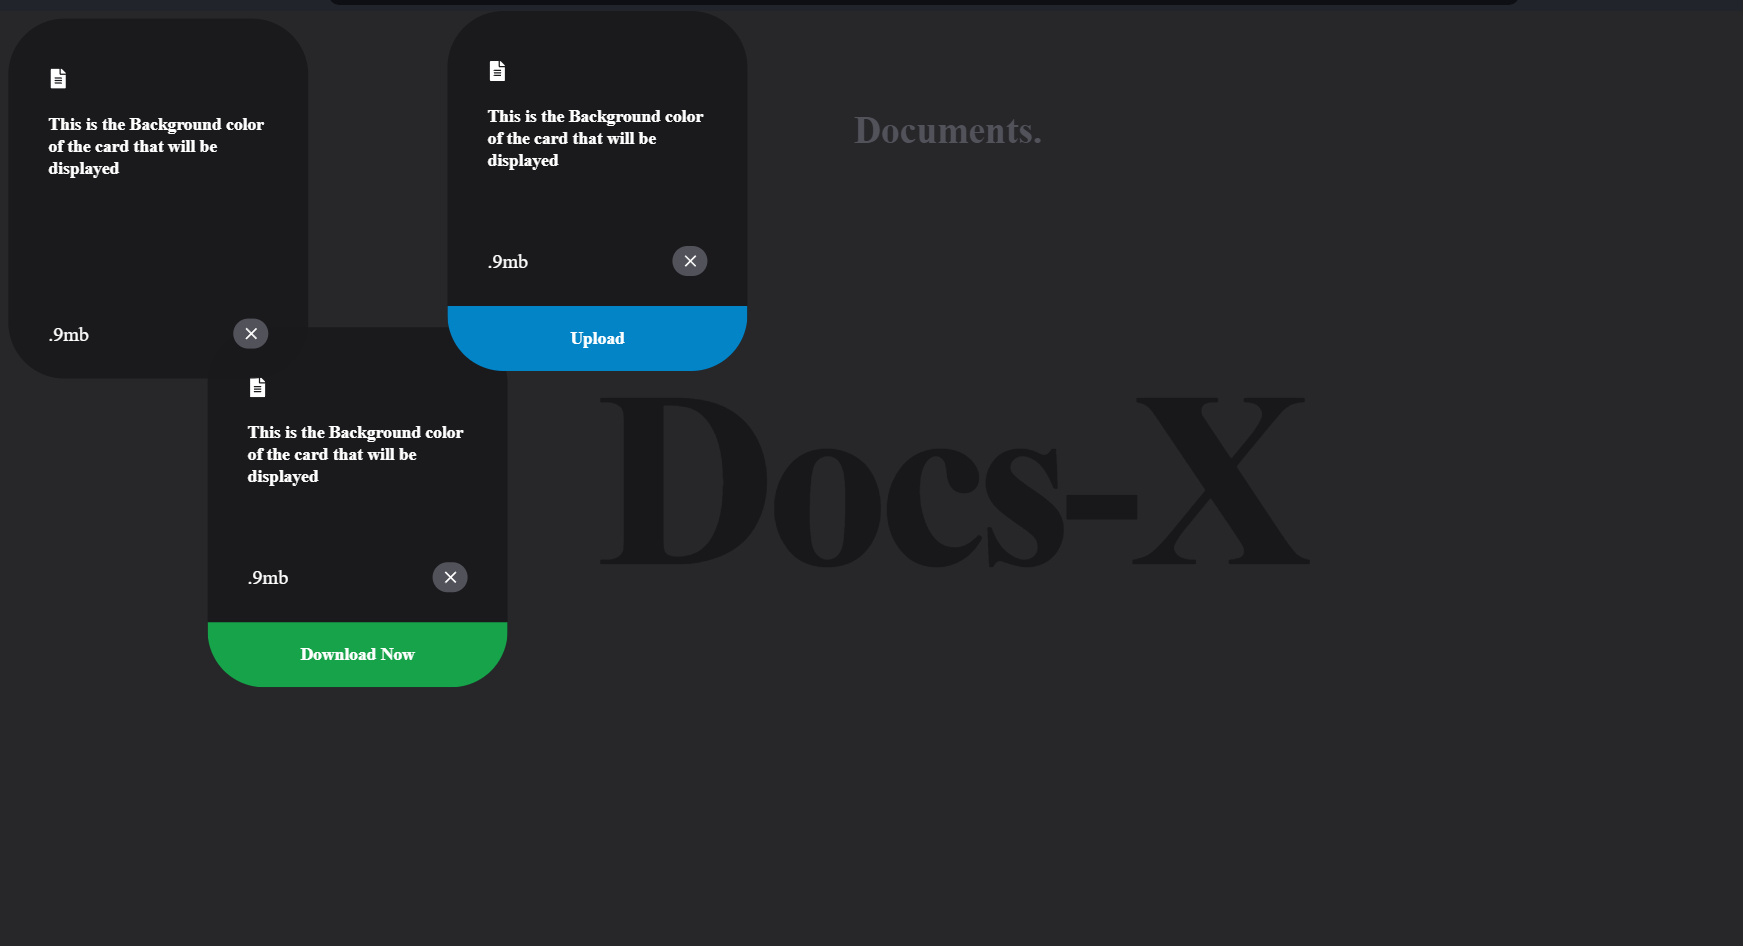 This is the Background color
of the card that will be
displayed
.9mb
This is the Background color
of the card that will be
displayed
.9mb
Upload
Documents.
Docs-X
This is the Background color
of the card that will be
displayed
.9mb
Download Now